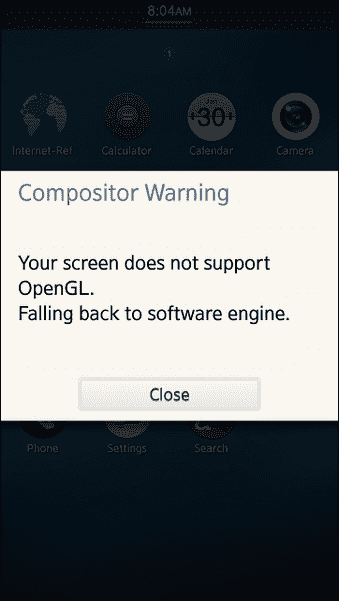 8:04AM
1
Internet-Ref Calculator Calendar Camera
30
Compositor Warning
Your screen does not support
OpenGL.
Falling back to software engine.
Close
Phone Settings Search